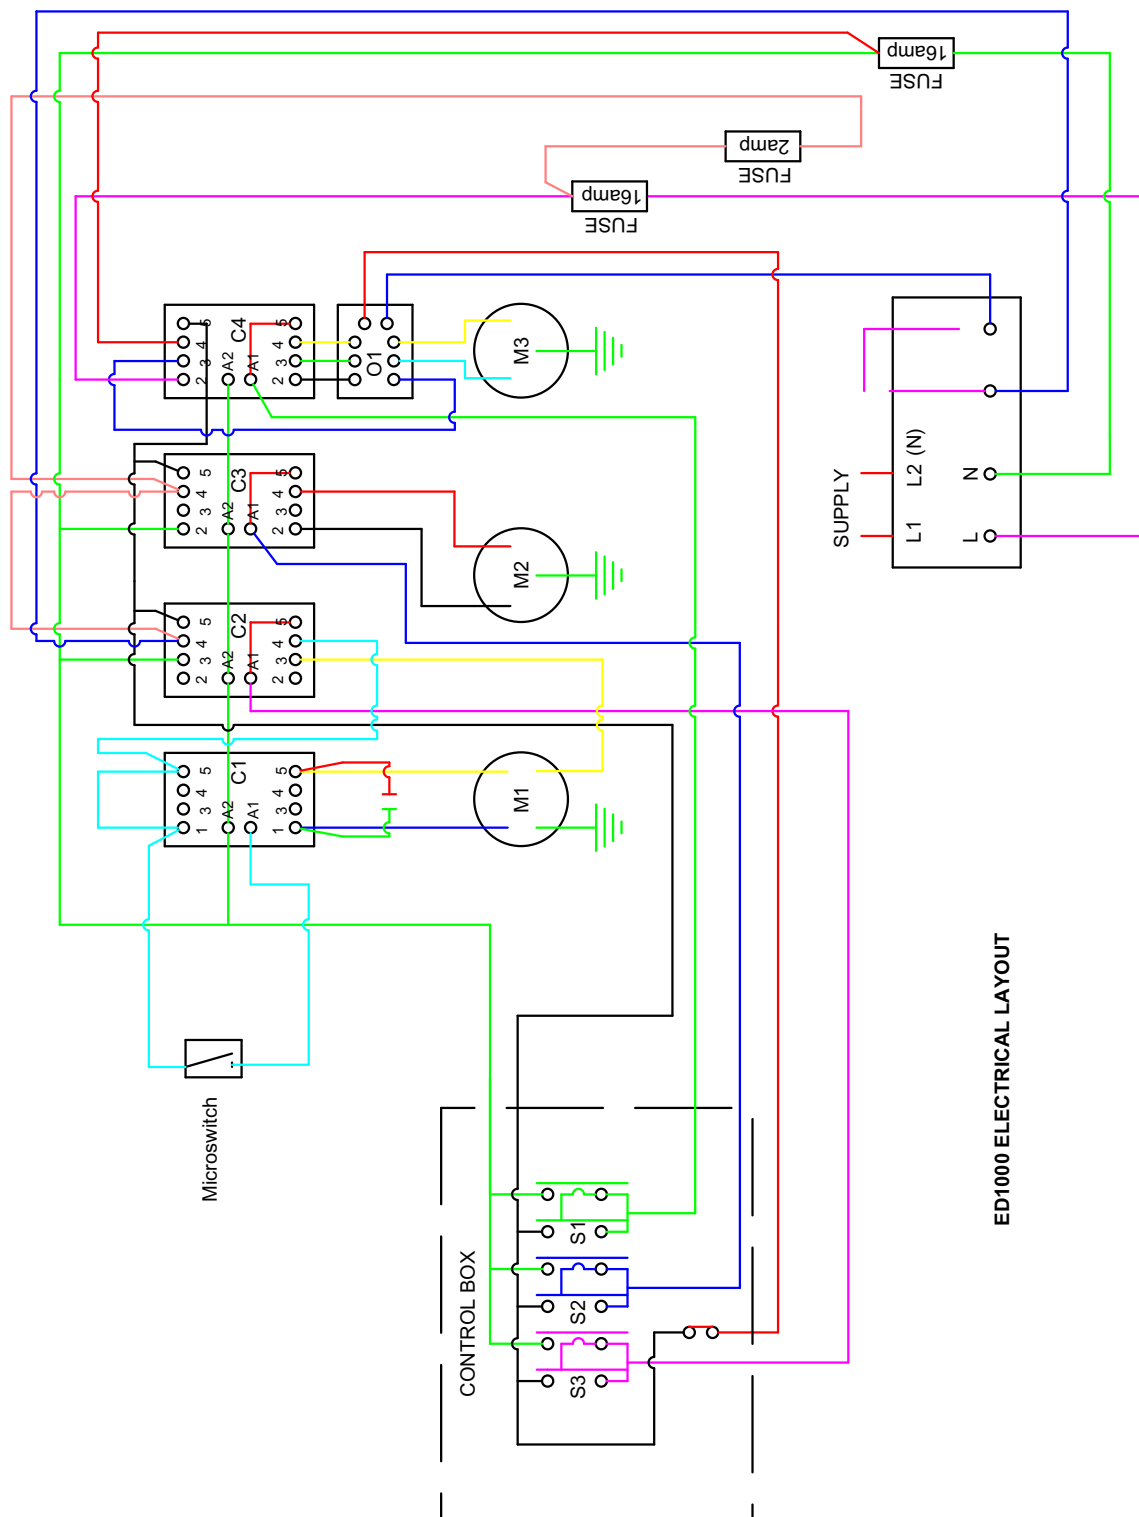 16amp
FUSE
2amp
FUSE
16amp
FUSE
5
4
3
2
A2
A1
C4
4
3
2
O1
M3
5
4
3
2
A2
A1
C3
5
4
3
2
M2
SUPPLY
L1
L2 (N)
L
N
5
4
3
2
A2
A1
C2
5
4
3
2
5
4
3
1
A2
A1
C1
5
4
3
1
M1
Microswitch
CONTROL BOX
S1
S2
S3
ED1000 ELECTRICAL LAYOUT
5